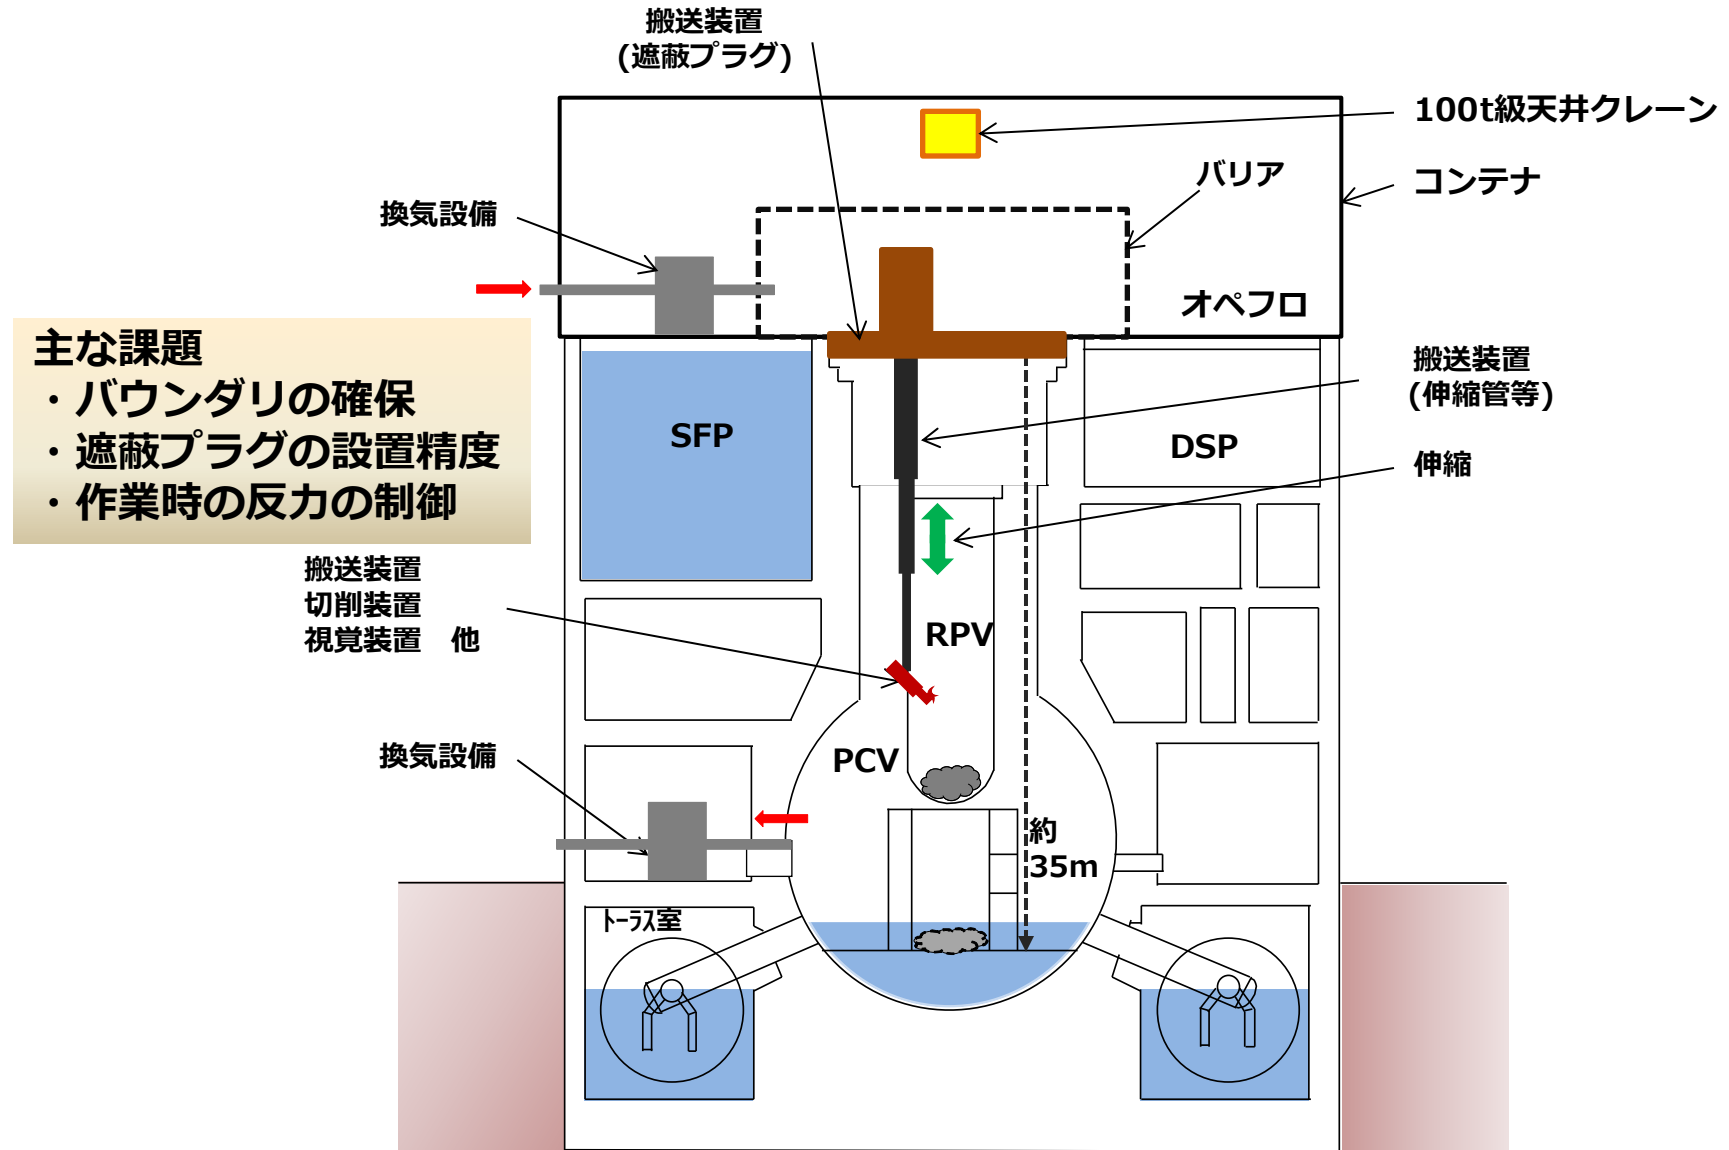 搬送装置
(遮蔽プラグ)
100t級天井クレーン
バリア
コンテナ
換気設備
オペフロ
主な課題
・バウンダリの確保
・遮蔽プラグの設置精度
・作業時の反力の制御
搬送装置
(伸縮管等)
SFP
DSP
伸縮
搬送装置
切削装置
視覚装置　他
RPV
換気設備
PCV
約
35m
ﾄｰﾗｽ室